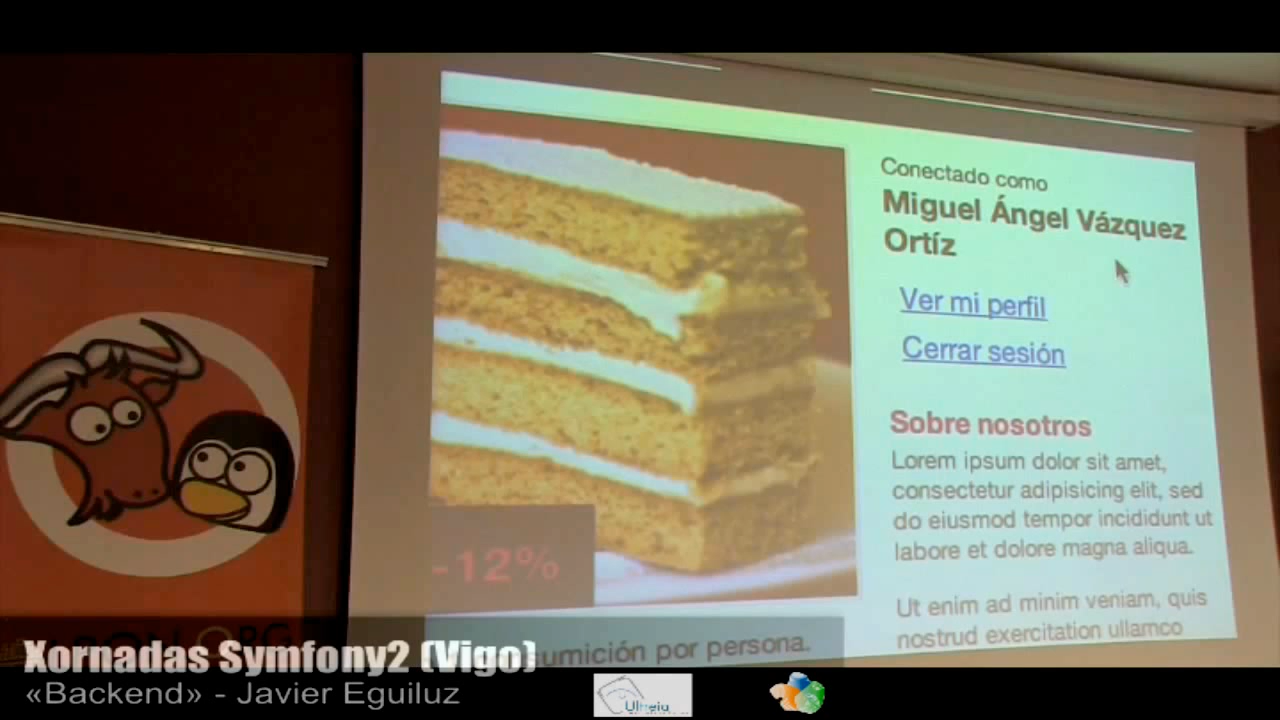 Conectado como
Miguel Ángel Vázquez
Ortíz
Ver mi perfil
Cerrar sesión
Sobre nosotros
Lorem ipsum dolor sit amet,
consectetur adipisicing elit, sed
do eiusmod tempor incididunt ut
labore et dolore magna aliqua.
Ut enim ad minim veniam, quis
nostrud exercitation ullamco
-12%
por persona.
Xornadas Symfony2 (Vigo)
«Backend» - Javier Eguiluz